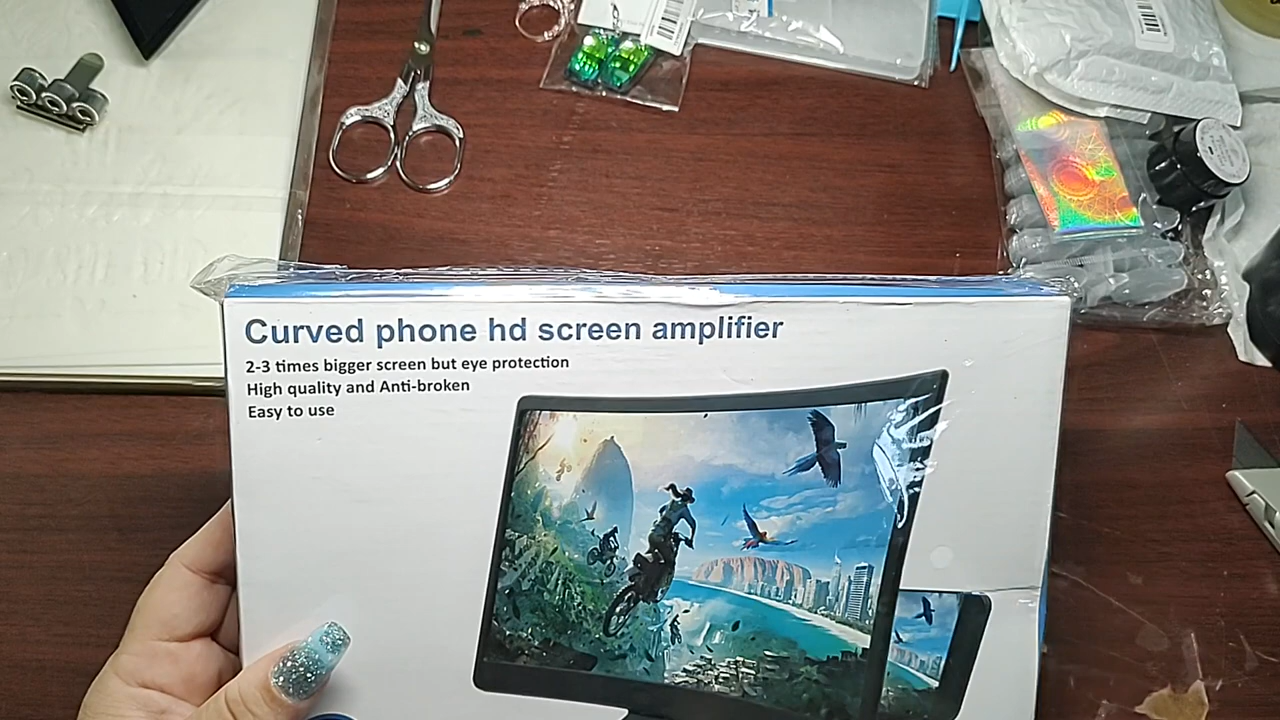 Curved phone hd screen amplifier
2-3 times bigger screen but eye protection
High quality and Anti-broken
Easy to use